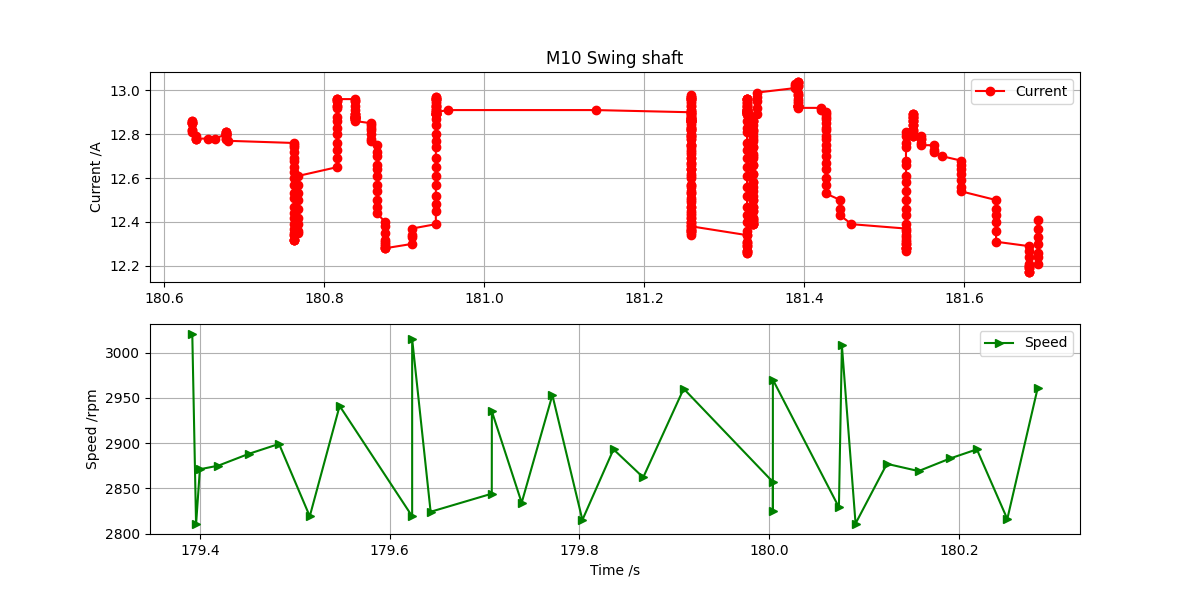 M10 Swing shaft
Current /A
13.0
12.8
12.6
12.4
12.2
Current
180.6 180.8 181.0 181.2 181.4 181.6
Speed /rpm
3000
2950
2900
2850
2800
Speed
179.4 179.6 179.8 180.0 180.2
Time /s